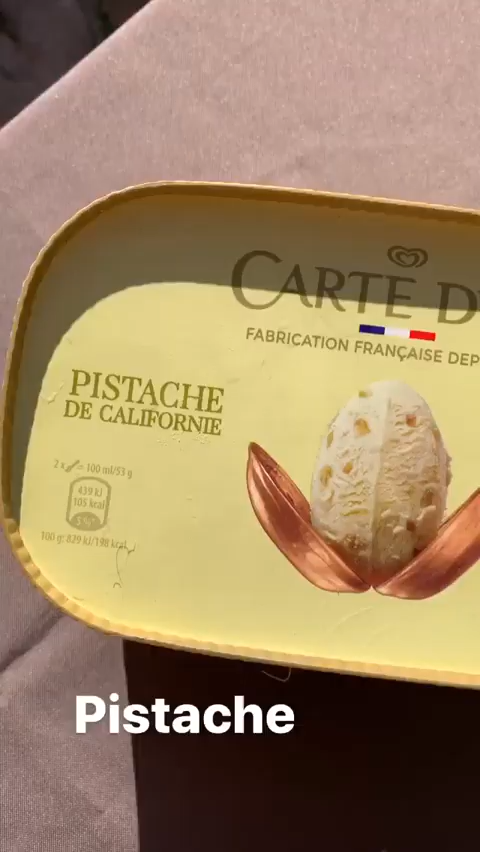 CARTE D'
FABRICATION FRANÇAISE DEP
PISTACHE
DE CALIFORNIE
2x = 100 ml/53 g
439 kJ
105 kcal
5 %*
100 g: 829 kJ/198 kcal
Pistache